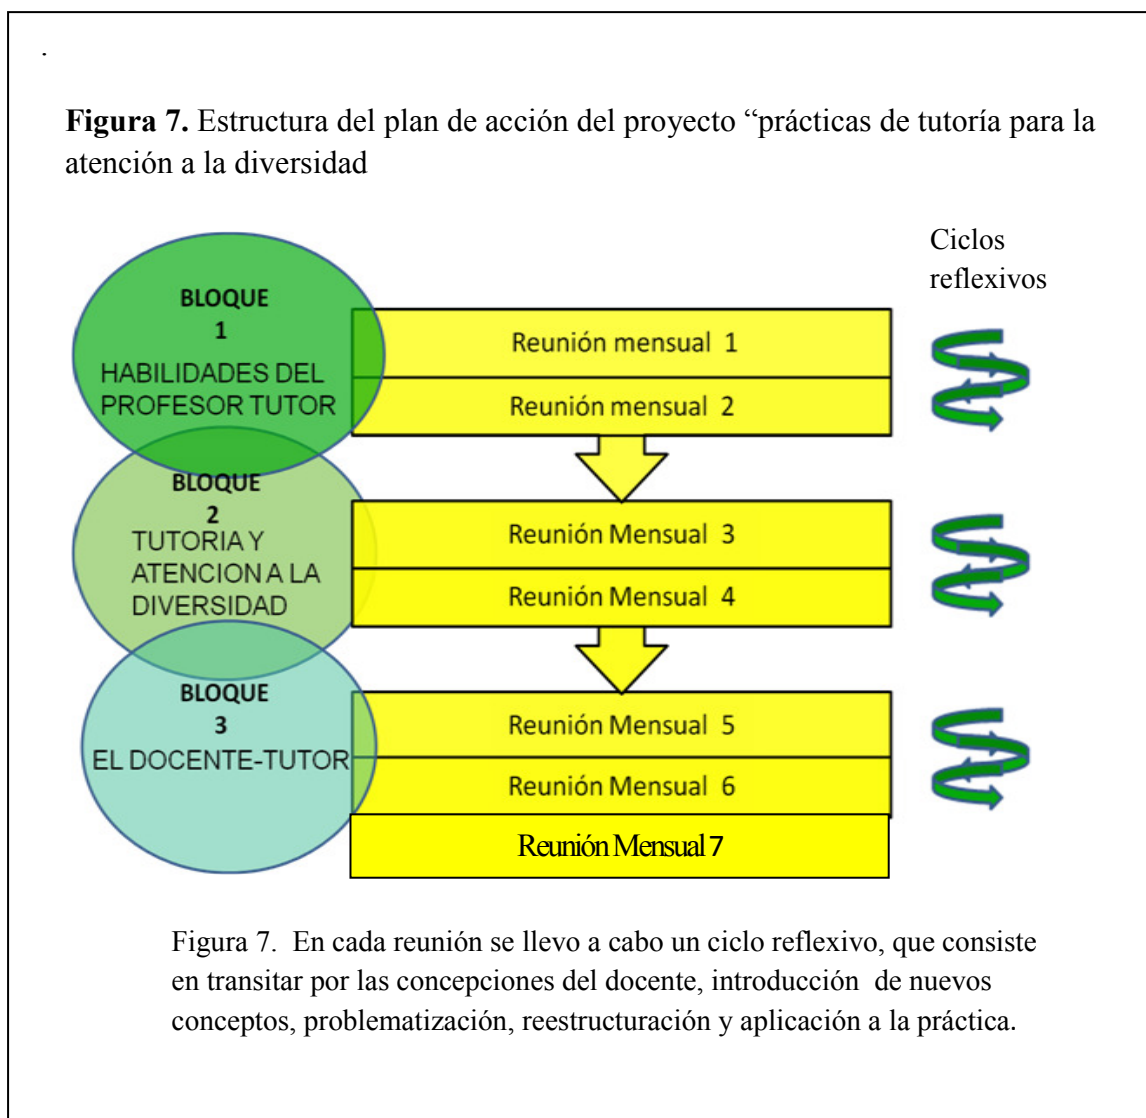 .
Figura 7. Estructura del plan de acción del proyecto “prácticas de tutoría para la
atención a la diversidad
Ciclos
reflexivos
BLOQUE
1
HABILIDADES DEL
PROFESOR TUTOR
Reunión mensual 1
Reunión mensual 2
BLOQUE
2
TUTORIA Y
ATENCION A LA
DIVERSIDAD
Reunión Mensual 3
Reunión Mensual 4
BLOQUE
3
EL DOCENTE-TUTOR
Reunión Mensual 5
Reunión Mensual 6
Reunión Mensual 7
Figura 7. En cada reunión se llevo a cabo un ciclo reflexivo, que consiste
en transitar por las concepciones del docente, introducción de nuevos
conceptos, problematización, reestructuración y aplicación a la práctica.